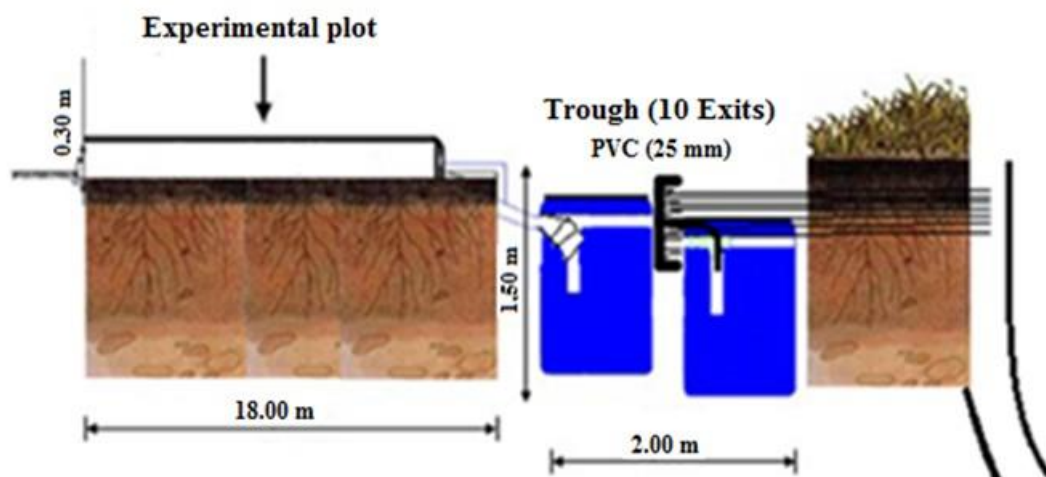 Experimental plot
0.30 m
Trough (10 Exits)
PVC (25 mm)
1.50 m
18.00 m
2.00 m